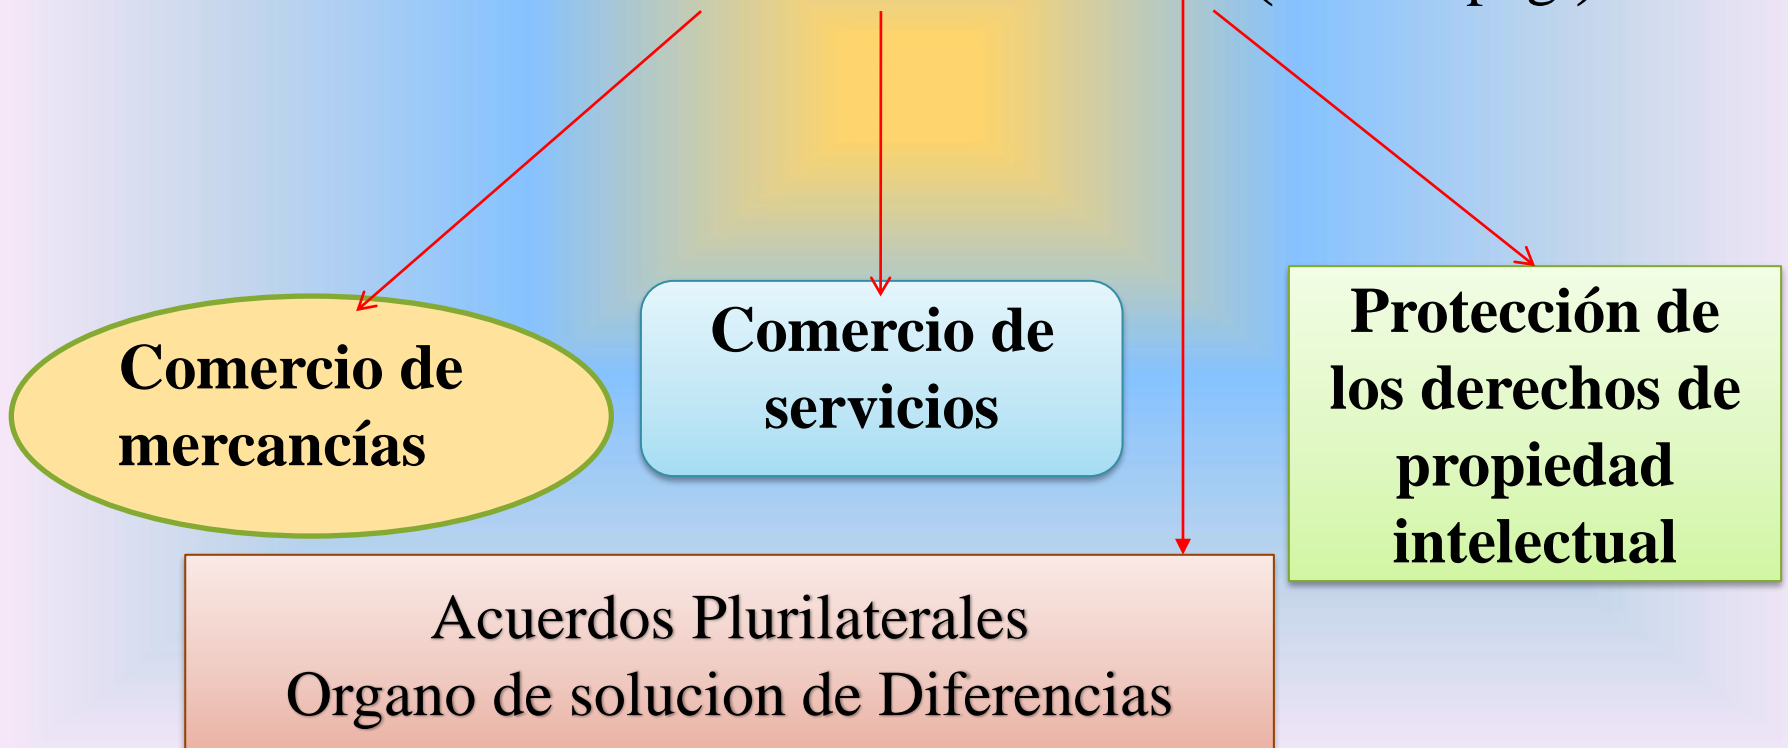 Comercio de
mercancías
Comercio de
servicios
Protección de
los derechos de
propiedad
intelectual
Acuerdos Plurilaterales
Organo de solucion de Diferencias